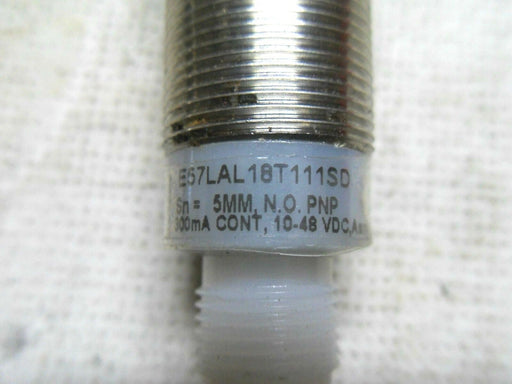 E57LAL18T111SD
Sn = 5MM, N.O. PNP
300mA CONT, 10-48 VDC,